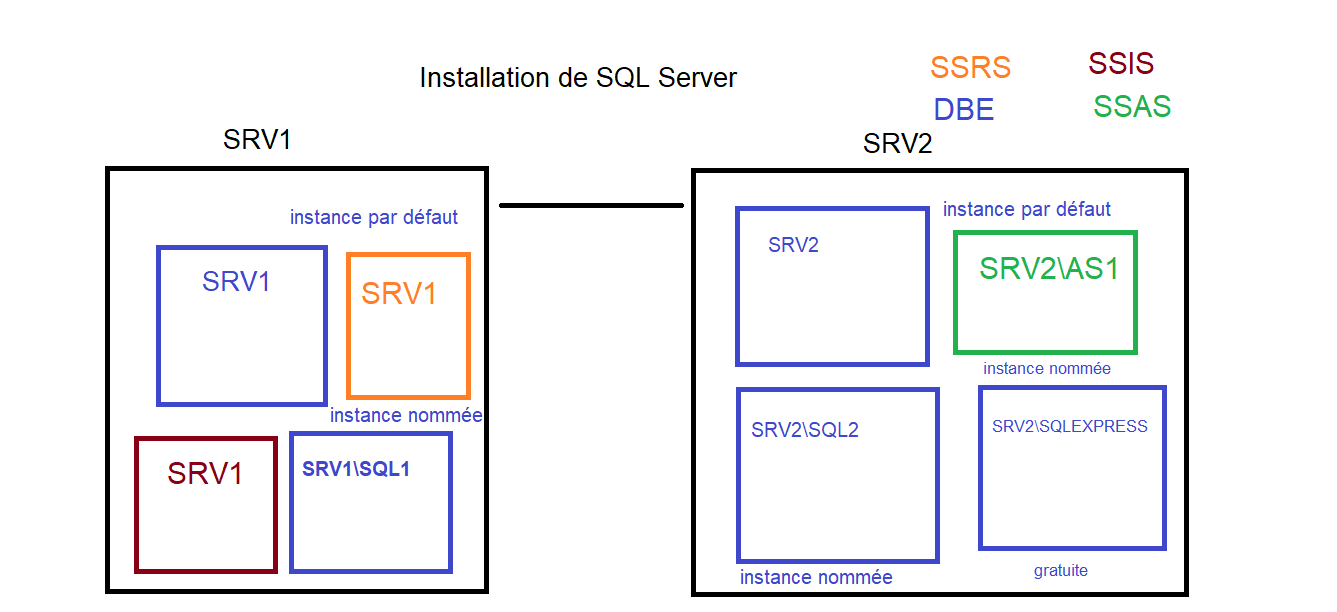 Installation de SQL Server
SSRS
SSIS
DBE
SSAS
SRV1
instance par défaut
SRV1
SRV1
instance nommée
SRV1
SRV1\SQL1
SRV2
instance par défaut
SRV2
SRV2\AS1
instance nommée
SRV2\SQL2
SRV2\SQLEXPRESS
instance nommée
gratuite